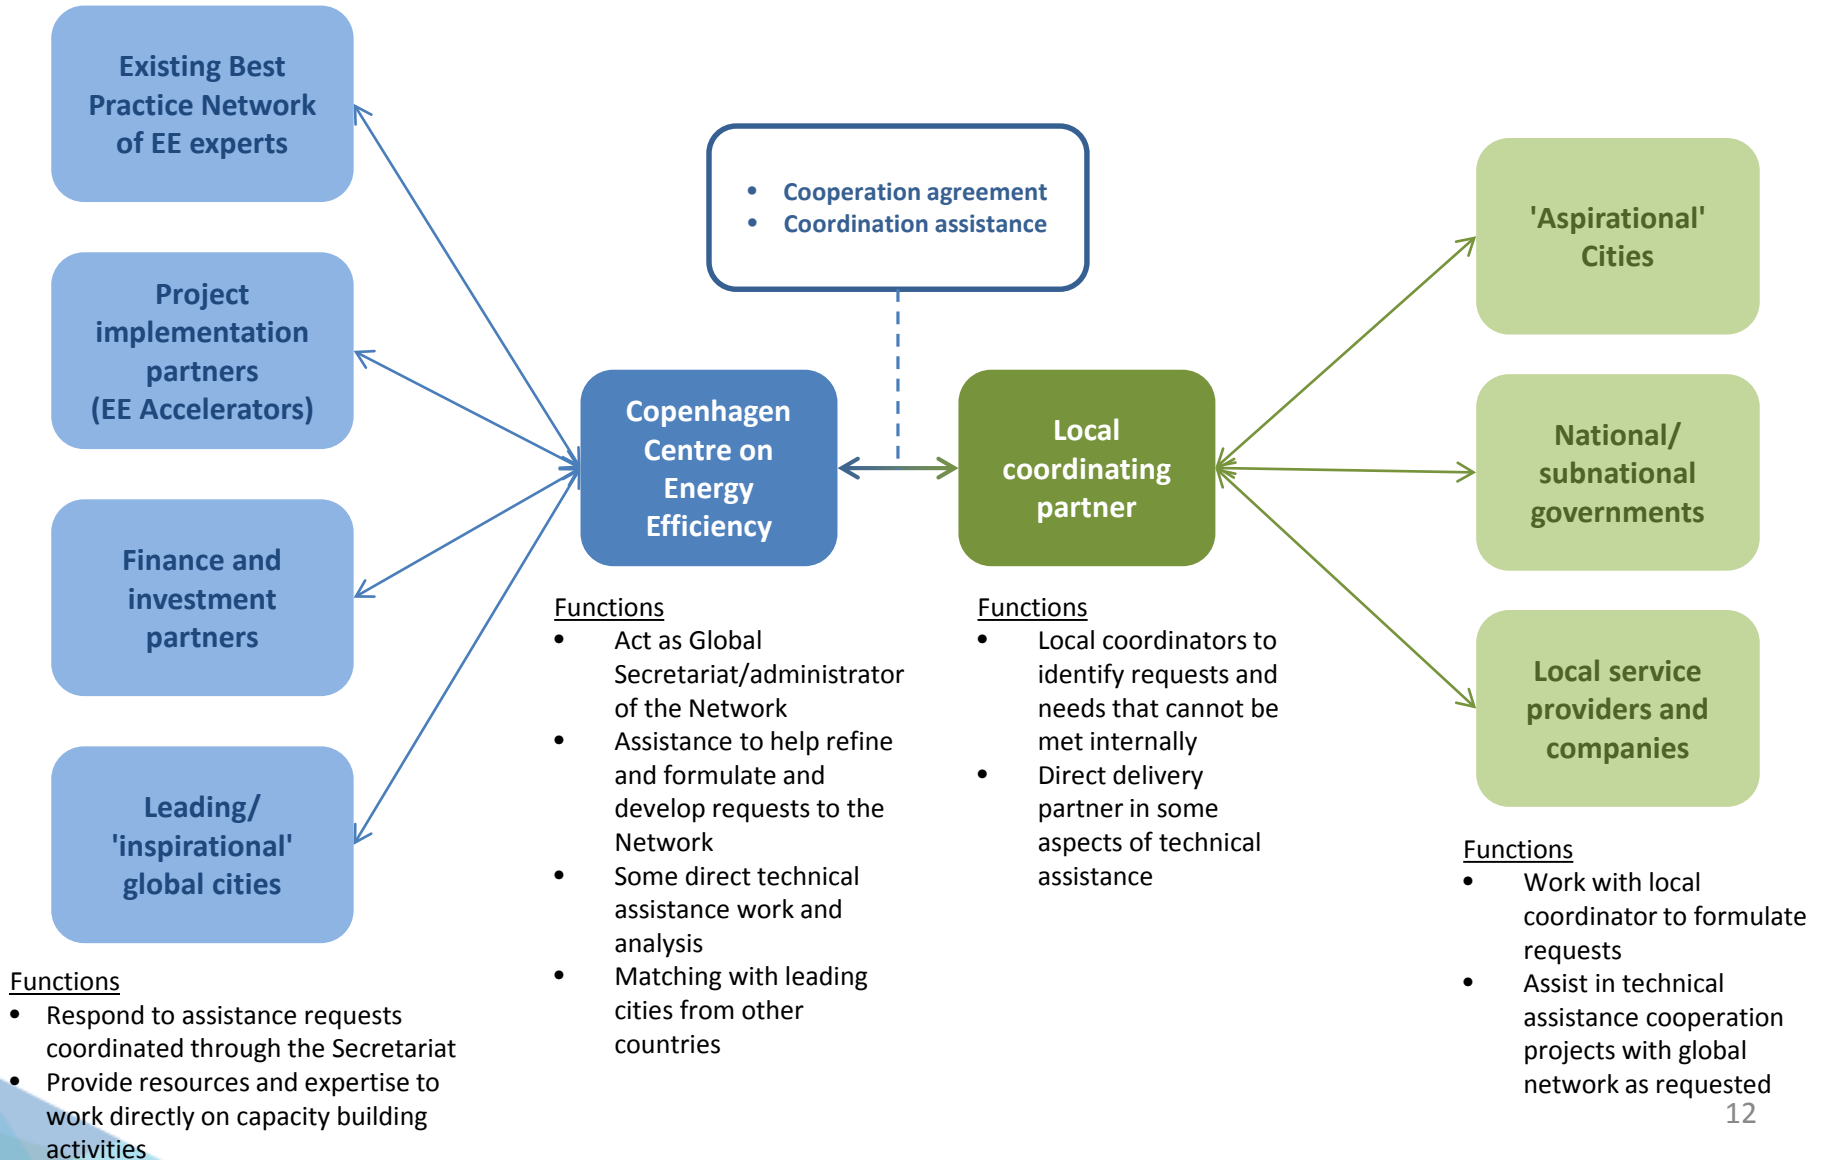 Existing Best
Practice Network
of EE experts
Project
implementation
partners
(EE Accelerators)
Finance and
investment
partners
Leading/
'inspirational'
global cities
Functions
• Respond to assistance requests
coordinated through the Secretariat
• Provide resources and expertise to
work directly on capacity building
activities
• Cooperation agreement
• Coordination assistance
Copenhagen
Centre on
Energy
Efficiency
Functions
• Act as Global
Secretariat/administrator
of the Network
• Assistance to help refine
and formulate and
develop requests to the
Network
• Some direct technical
assistance work and
analysis
• Matching with leading
cities from other
countries
Local
coordinating
partner
Functions
• Local coordinators to
identify requests and
needs that cannot be
met internally
• Direct delivery
partner in some
aspects of technical
assistance
'Aspirational'
Cities
National/
subnational
governments
Local service
providers and
companies
Functions
• Work with local
coordinator to formulate
requests
• Assist in technical
assistance cooperation
projects with global
network as requested
12